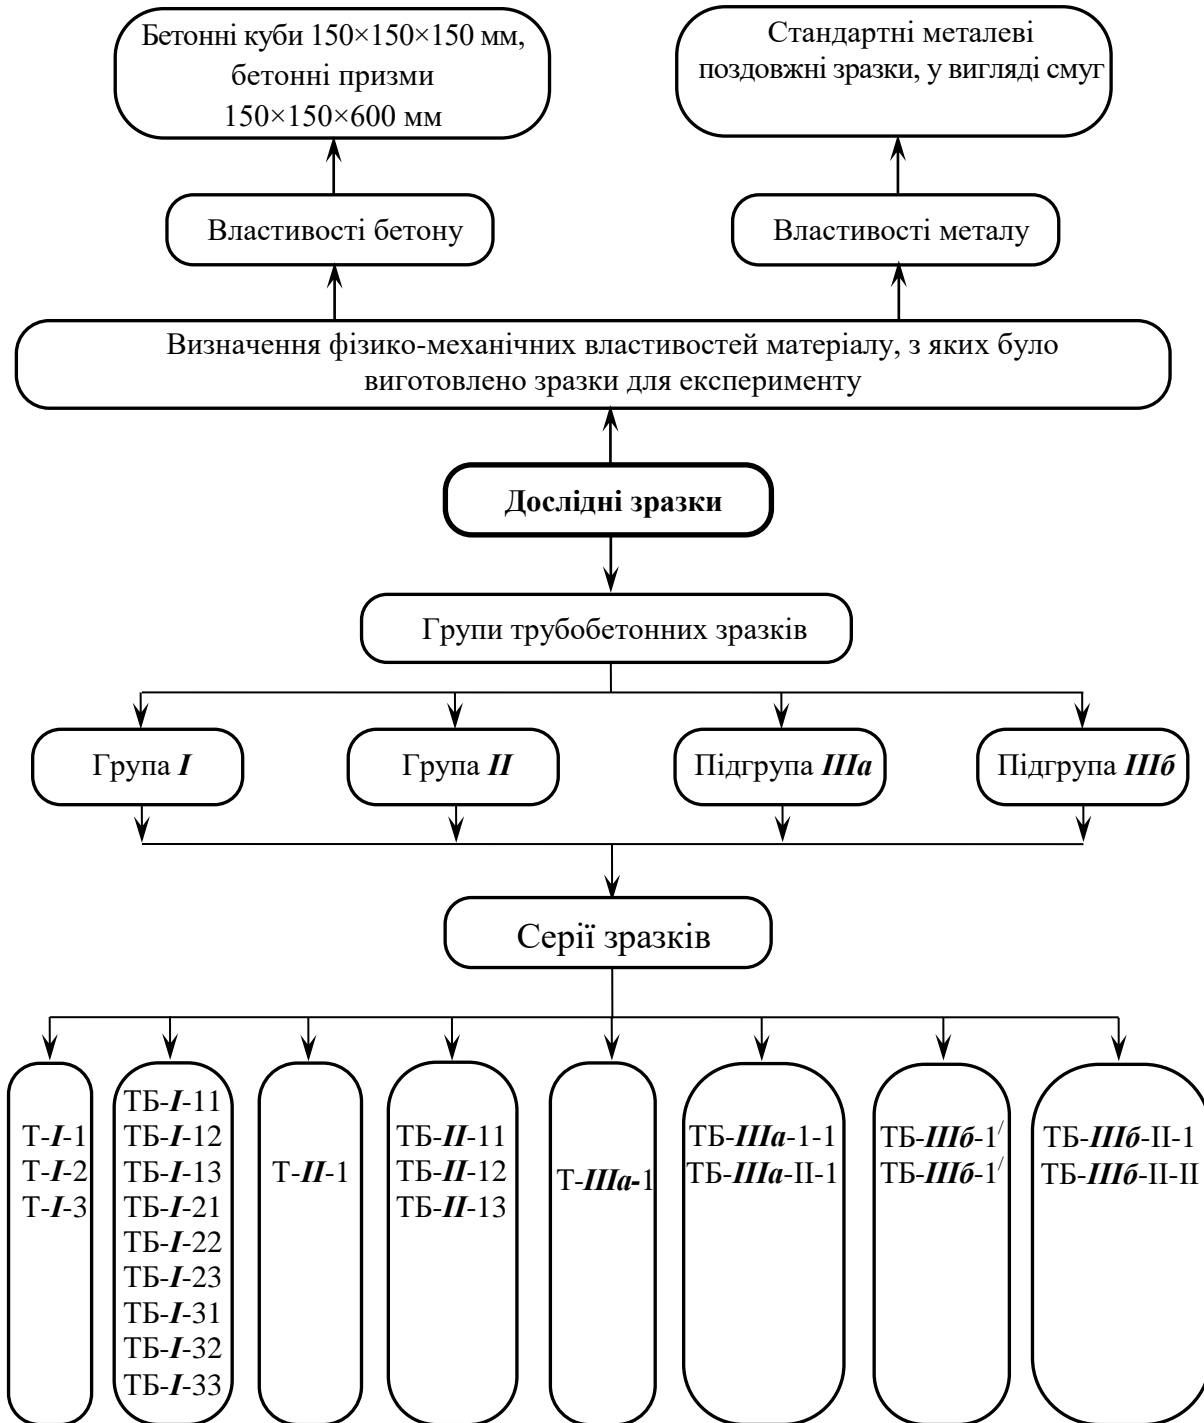 Бетонні куби 150×150×150 мм,
бетонні призми
150×150×600 мм
Стандартні металеві
поздовжні зразки, у вигляді смуг
Властивості бетону
Властивості металу
Визначення фізико-механічних властивостей матеріалу, з яких було
виготовлено зразки для експерименту
Дослідні зразки
Групи трубобетонних зразків
Група I
Група II
Підгрупа IIIа
Підгрупа IIIб
Серії зразків
Т-I-1
Т-I-2
Т-I-3
ТБ-I-11
ТБ-I-12
ТБ-I-13
ТБ-I-21
ТБ-I-22
ТБ-I-23
ТБ-I-31
ТБ-I-32
ТБ-I-33
Т-II-1
ТБ-II-11
ТБ-II-12
ТБ-II-13
Т-IIIа-1
ТБ-IIIа-1-1
ТБ-IIIа-II-1
ТБ-IIIб-1/
ТБ-IIIб-1/
ТБ-IIIб-II-1
ТБ-IIIб-II-II